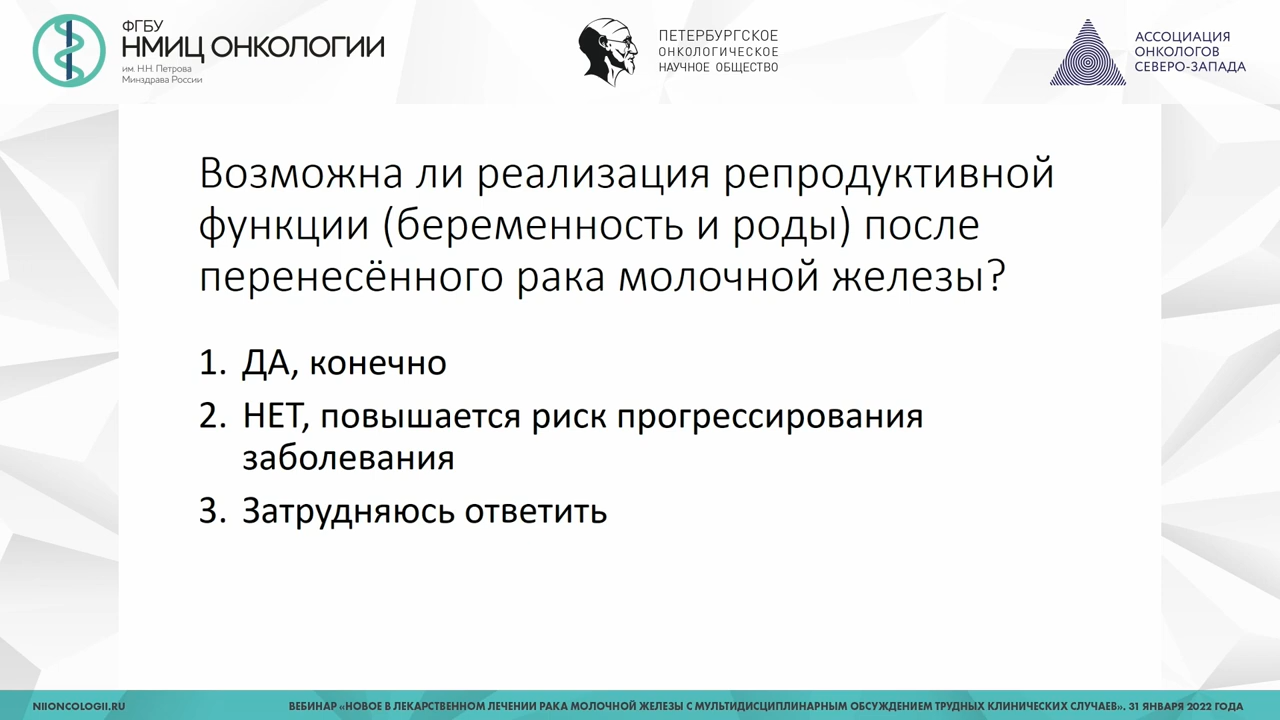 ФГБУ
НМИЦ ОНКОЛОГИИ
им. Н.Н. Петрова
Минздрава России
ПЕТЕРБУРГСКОЕ
ОНКОЛОГИЧЕСКОЕ
НАУЧНОЕ ОБЩЕСТВО
АССОЦИАЦИЯ
ОНКОЛОГОВ
СЕВЕРО-ЗАПАДА
Возможна ли реализация репродуктивной
функции (беременность и роды) после
перенесённого рака молочной железы?
1. ДА, конечно
2. НЕТ, повышается риск прогрессирования
заболевания
3. Затрудняюсь ответить
NIIONCOLOGII.RU
ВЕБИНАР «НОВОЕ В ЛЕКАРСТВЕННОМ ЛЕЧЕНИИ РАКА МОЛОЧНОЙ ЖЕЛЕЗЫ С МУЛЬТИДИСЦИПЛИНАРНЫМ ОБСУЖДЕНИЕМ ТРУДНЫХ КЛИНИЧЕСКИХ СЛУЧАЕВ». 31 ЯНВАРЯ 2022 ГОДА